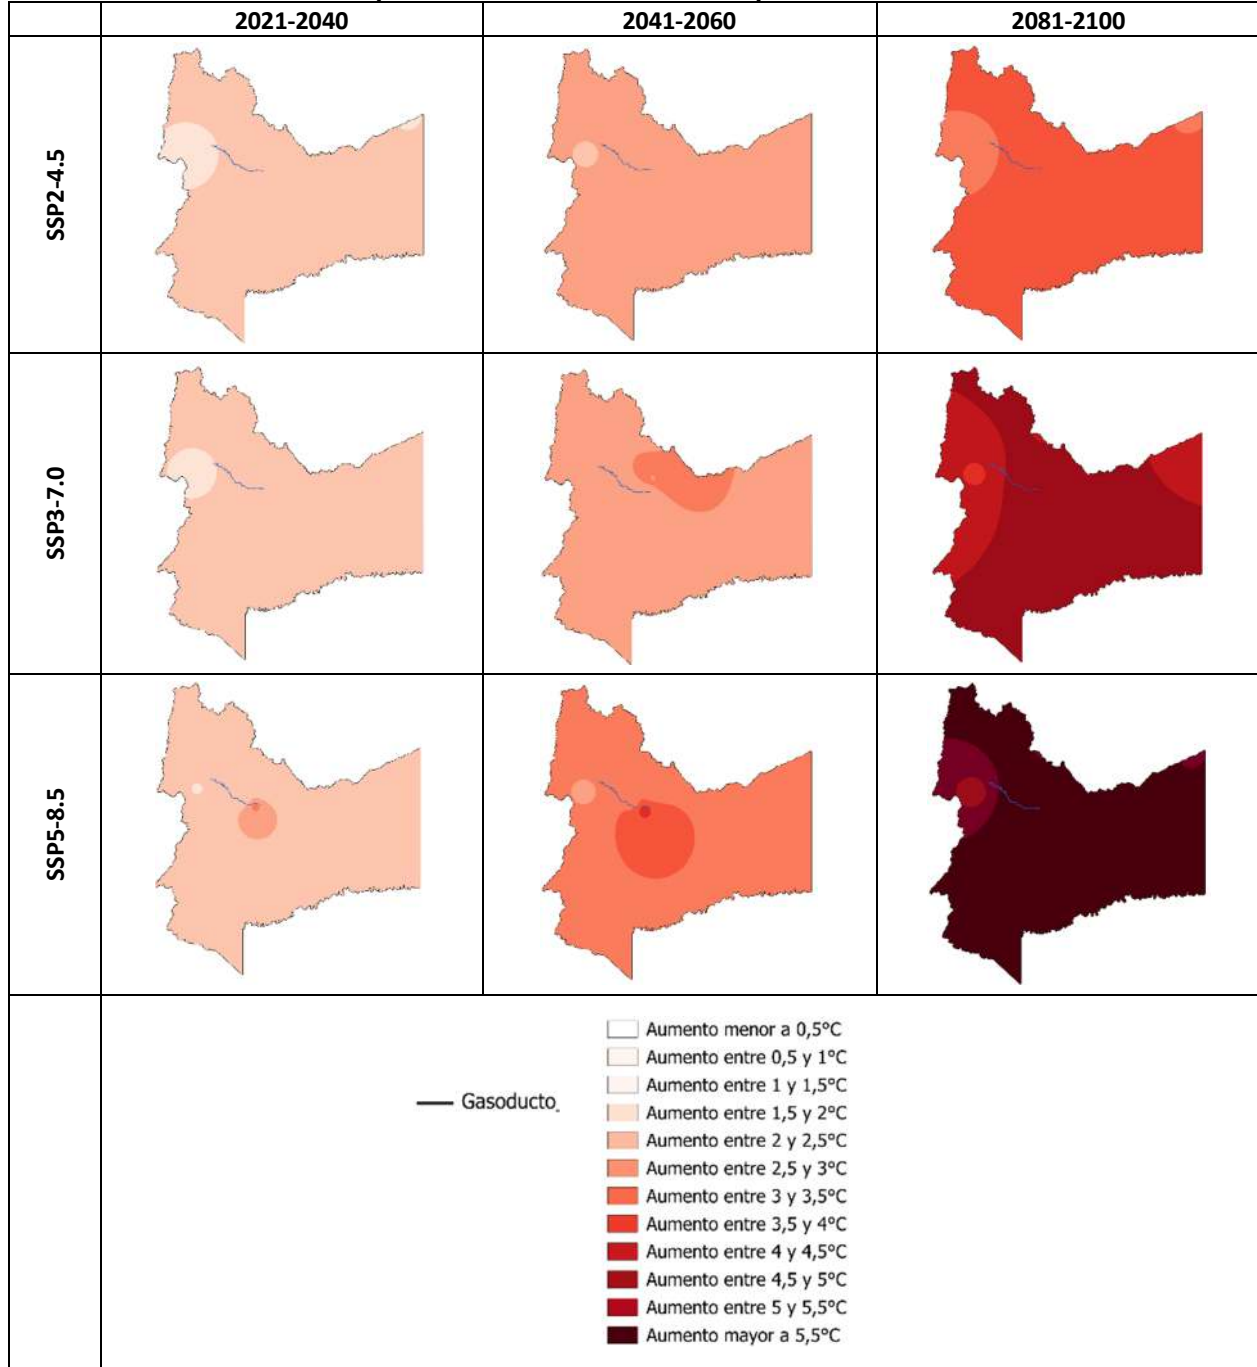 2021-2040 2041-2060 2081-2100
SSP2-4.5
SSP3-7.0
SSP5-8.5
Gasoducto
Aumento menor a 0,5°C
Aumento entre 0,5 y 1°C
Aumento entre 1 y 1,5°C
Aumento entre 1,5 y 2°C
Aumento entre 2 y 2,5°C
Aumento entre 2,5 y 3°C
Aumento entre 3 y 3,5°C
Aumento entre 3,5 y 4°C
Aumento entre 4 y 4,5°C
Aumento entre 4,5 y 5°C
Aumento entre 5 y 5,5°C
Aumento mayor a 5,5°C